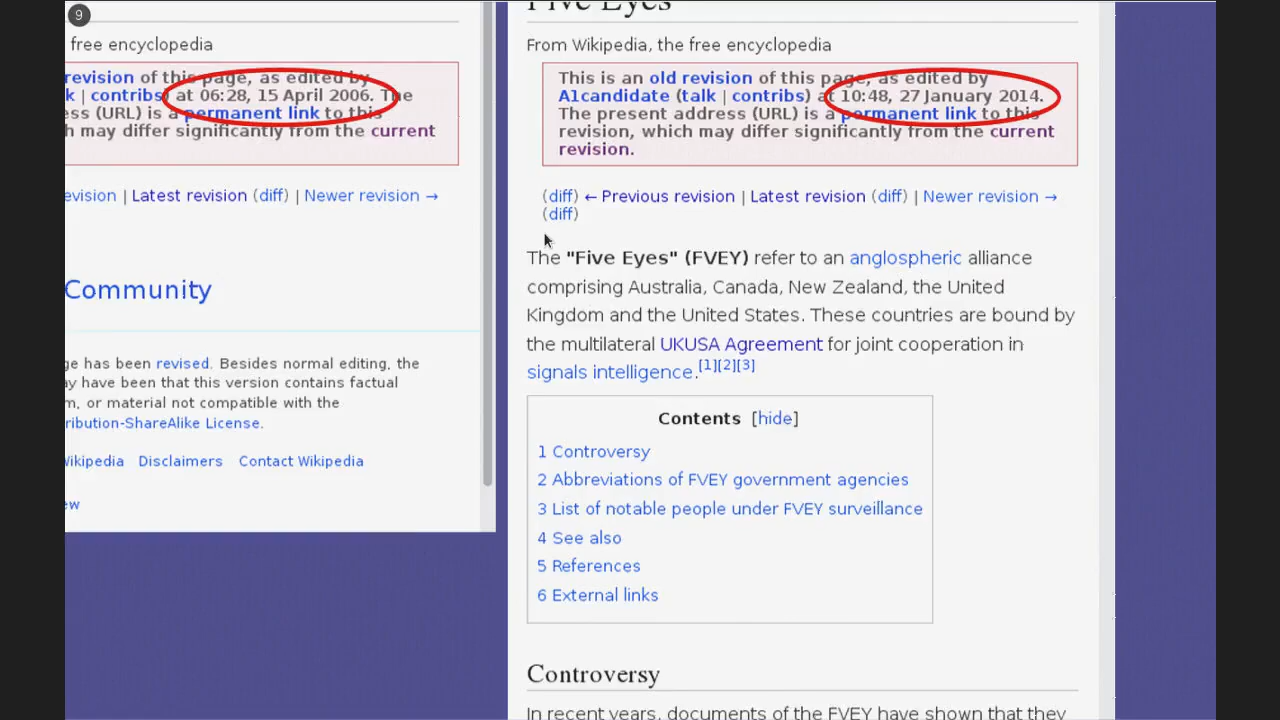 9
free encyclopedia
revision of this page, as edited by
k | contribs) at 06:28, 15 April 2006. The
ss (URL) is a permanent link to this
h may differ significantly from the current
evision | Latest revision (diff) | Newer revision →
Community
ge has been revised. Besides normal editing, the
ay have been that this version contains factual
m, or material not compatible with the
ribution-ShareAlike License.
Wikipedia Disclaimers Contact Wikipedia
ew
Five Eyes
From Wikipedia, the free encyclopedia
This is an old revision of this page, as edited by
A1candidate (talk | contribs) at 10:48, 27 January 2014.
The present address (URL) is a permanent link to this
revision, which may differ significantly from the current
revision.
(diff) ← Previous revision | Latest revision (diff) | Newer revision →
(diff)
The "Five Eyes" (FVEY) refer to an anglospheric alliance
comprising Australia, Canada, New Zealand, the United
Kingdom and the United States. These countries are bound by
the multilateral UKUSA Agreement for joint cooperation in
signals intelligence.[1][2][3]
Contents [hide]
1 Controversy
2 Abbreviations of FVEY government agencies
3 List of notable people under FVEY surveillance
4 See also
5 References
6 External links
Controversy
In recent years, documents of the FVEY have shown that they